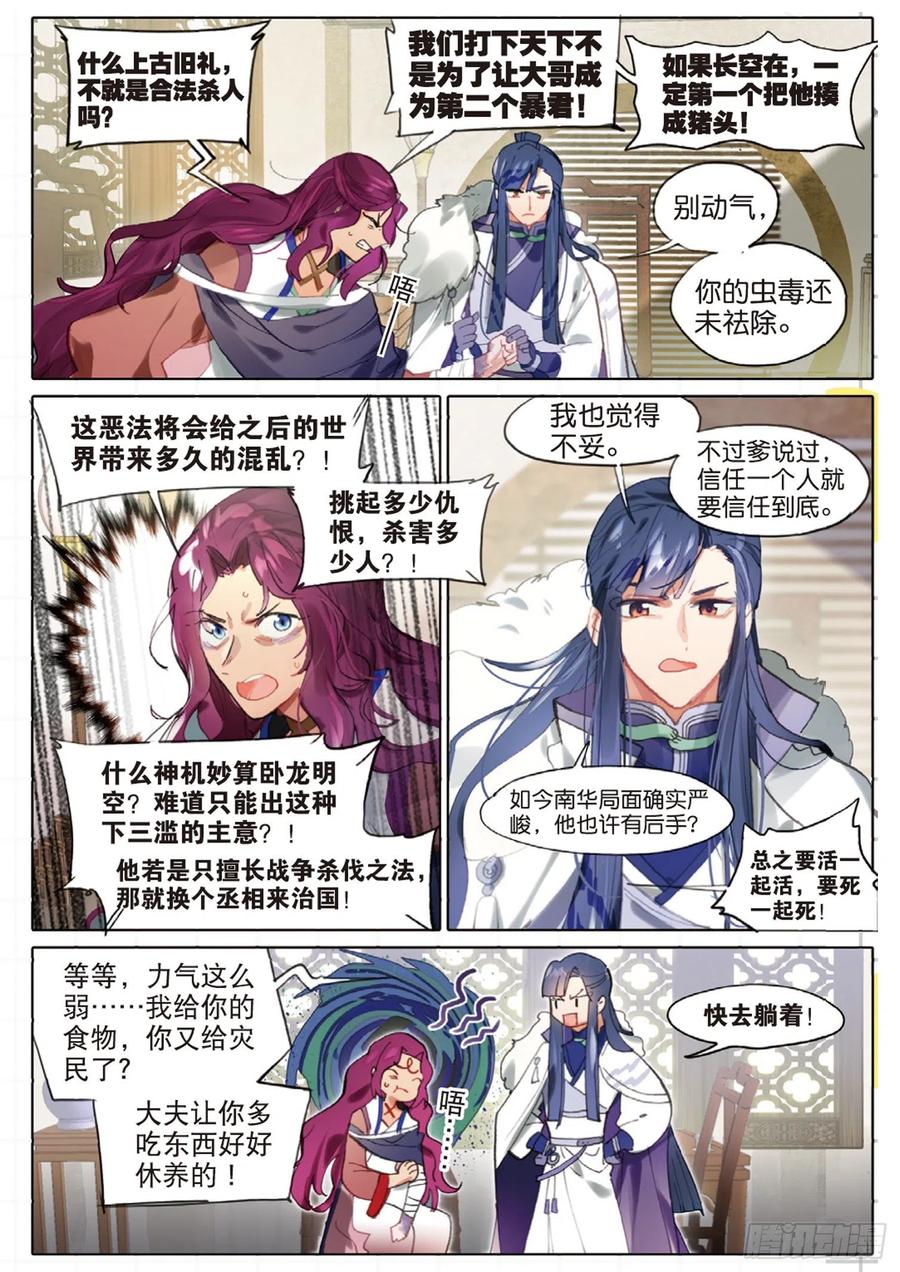 什么上古旧礼，
不就是合法杀人
吗？
我们打下天下不
是为了让大哥成
为第二个暴君！
如果长空在，一
定第一个把他揍
成猪头！
别动气，
你的虫毒还
未祛除。
唔
这恶法将会给之后的世
界带来多久的混乱？！
挑起多少仇
恨，杀害多
少人？！
什么神机妙算卧龙明
空？难道只能出这种
下三滥的主意？！
他若是只擅长战争杀伐之法，
那就换个丞相来治国！
我也觉得
不妥。
不过爹说过，
信任一个人就
要信任到底。
如今南华局面确实严
峻，他也许有后手？
总之要活一
起活，要死
一起死！
等等，力气这么
弱……我给你的
食物，你又给灾
民了？
大夫让你多
吃东西好好
休养的！
唔……
快去躺着！
腾讯动漫